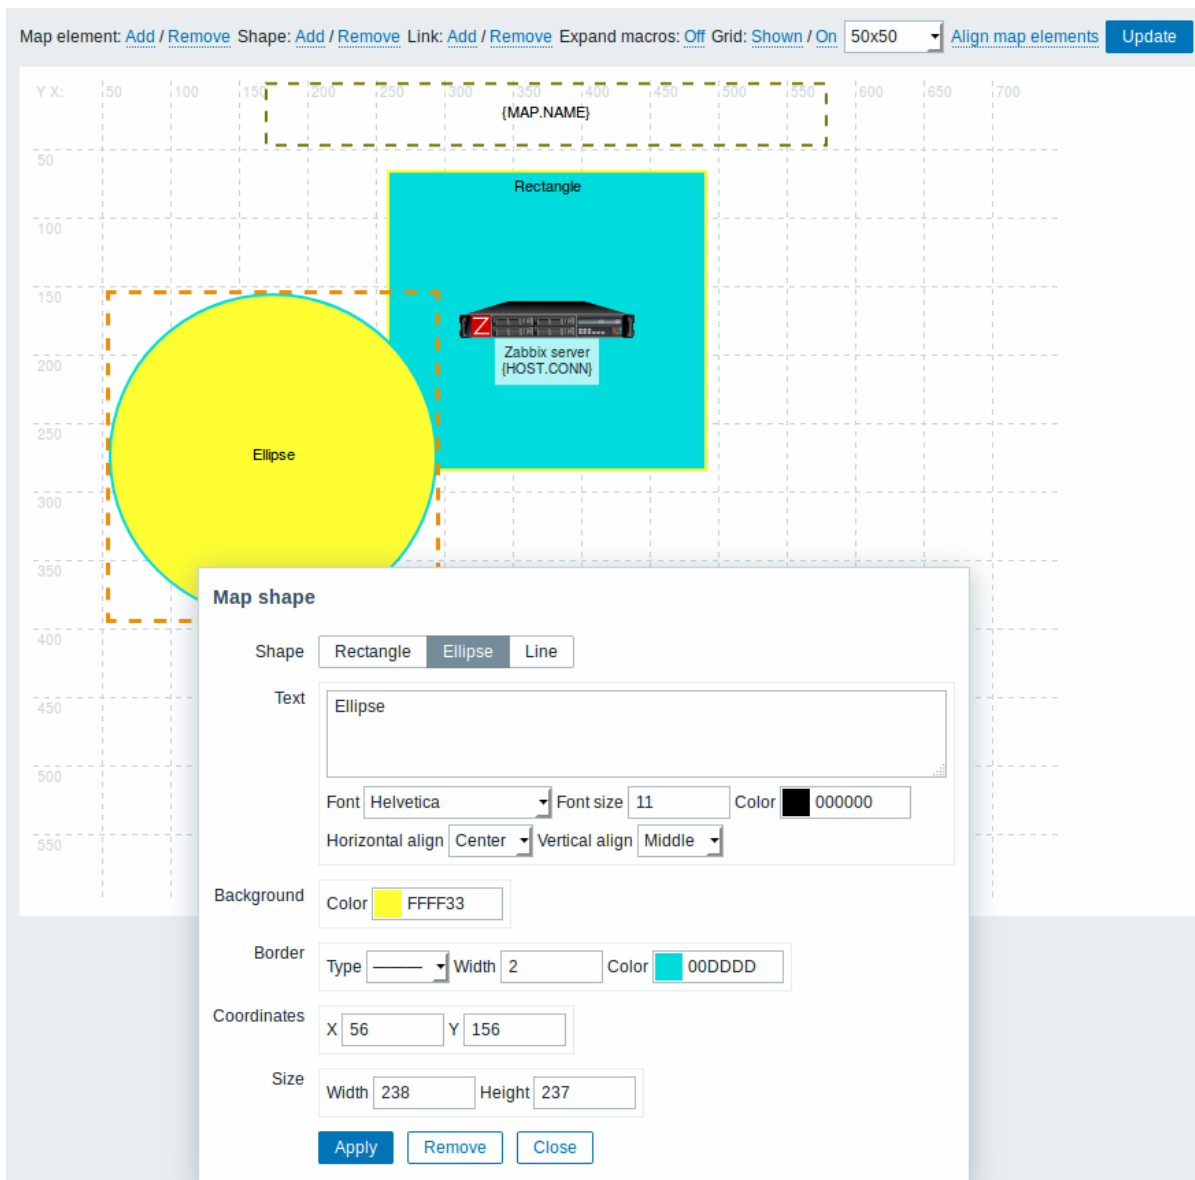 Map element: Add / Remove Shape: Add / Remove Link: Add / Remove Expand macros: Off Grid: Shown / On 50x50 Align map elements Update
Y X: 50 100 150 200 250 300 350 400 450 500 550 600 650 700
{MAP.NAME}
50
Rectangle
100
150
Z
Zabbix server
200
{HOST.CONN}
250
Ellipse
300
350
Map shape
400
Shape Rectangle Ellipse Line
Text Ellipse
450
500
Font Helvetica Font size 11 Color 000000
Horizontal align Center Vertical align Middle
550
Background Color FFFF33
Border Type Width 2 Color 00DDDD
Coordinates X 56 Y 156
Size Width 238 Height 237
Apply Remove Close